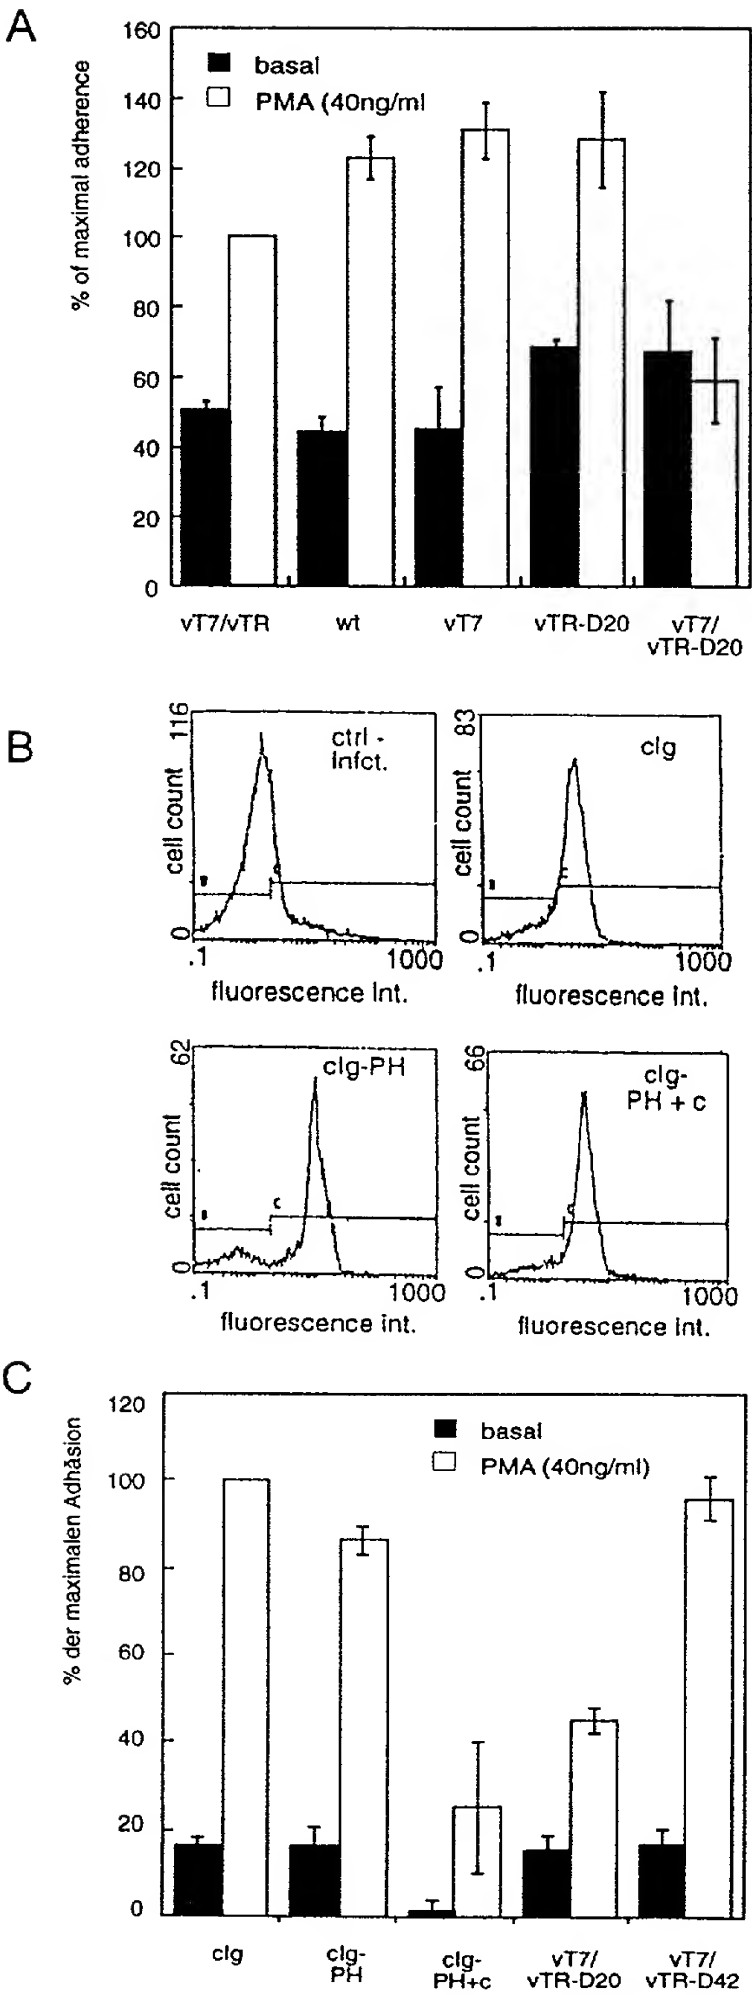 A
160
140
120
100
80
60
40
20
0
% of maximal adherence
basal
PMA (40ng/ml
vT7/vTR
wt
vT7
vTR-D20
vT7/
vTR-D20
B
116
cell count
0
ctrl -
Infct.
c
.1
1000
fluorescence Int.
83
cell count
0
cIg
c
.1
1000
fluorescence Int.
62
cell count
0
cIg-PH
c
.1
1000
fluorescence int.
66
cell count
0
cIg-
PH + c
c
.1
1000
fluorescence Int.
C
120
100
80
60
40
20
0
% der maximalen Adhäsion
basal
PMA (40ng/ml)
cIg
cIg-
PH
cIg-
PH+c
vT7/
vTR-D20
vT7/
vTR-D42